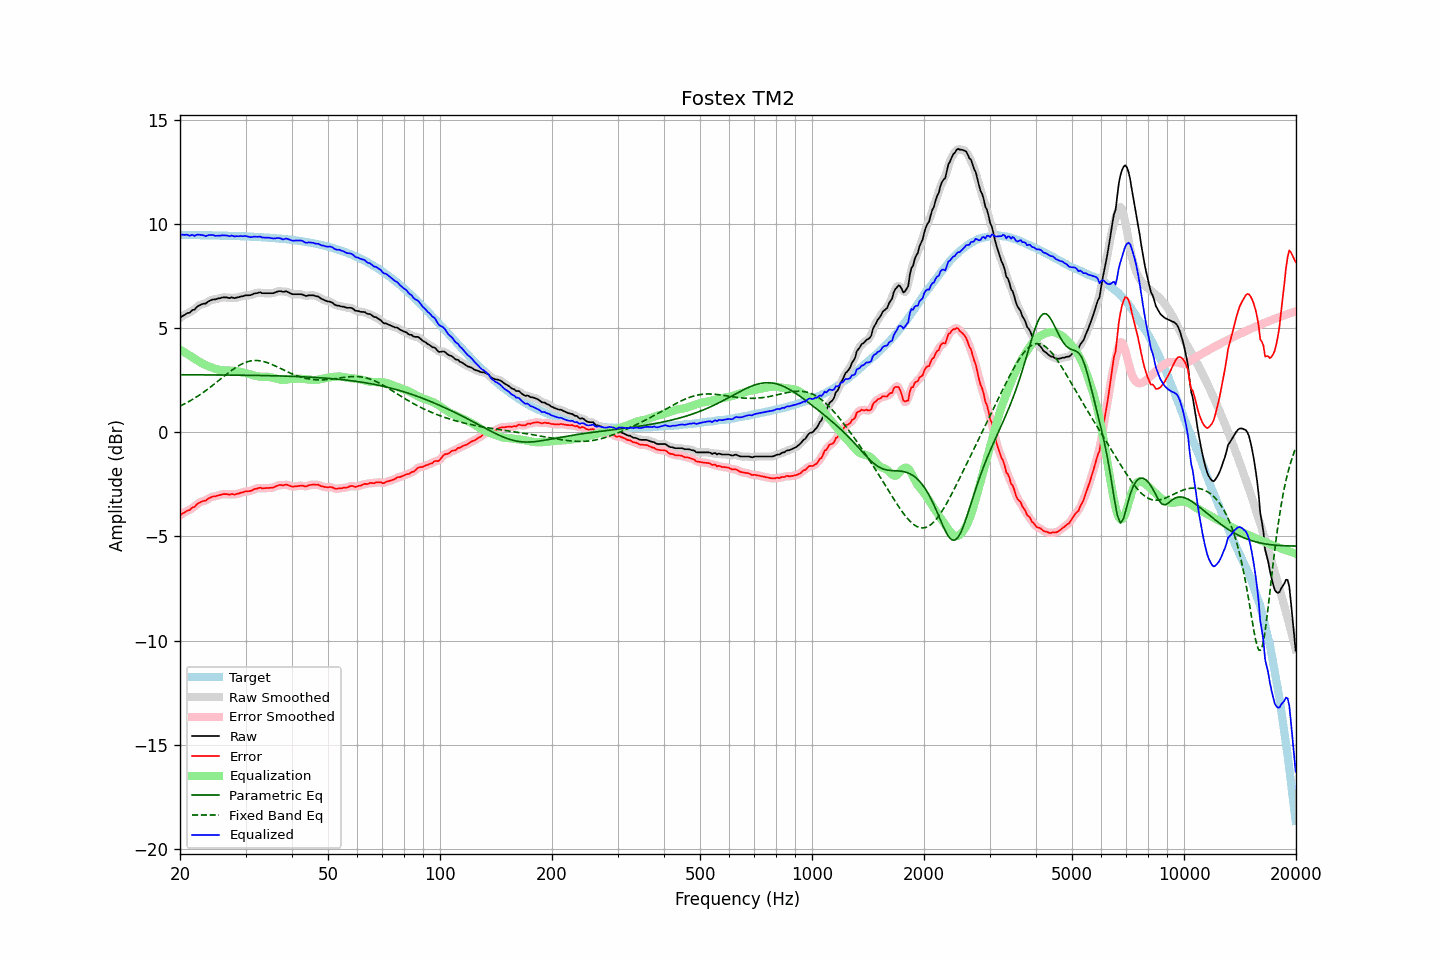 Fostex TM2
Amplitude (dBr)
15
10
5
0
−5
−10
−15
−20
Target
Raw Smoothed
Error Smoothed
Raw
Error
Equalization
Parametric Eq
Fixed Band Eq
Equalized
20 50 100 200 500 1000 2000 5000 10000 20000
Frequency (Hz)